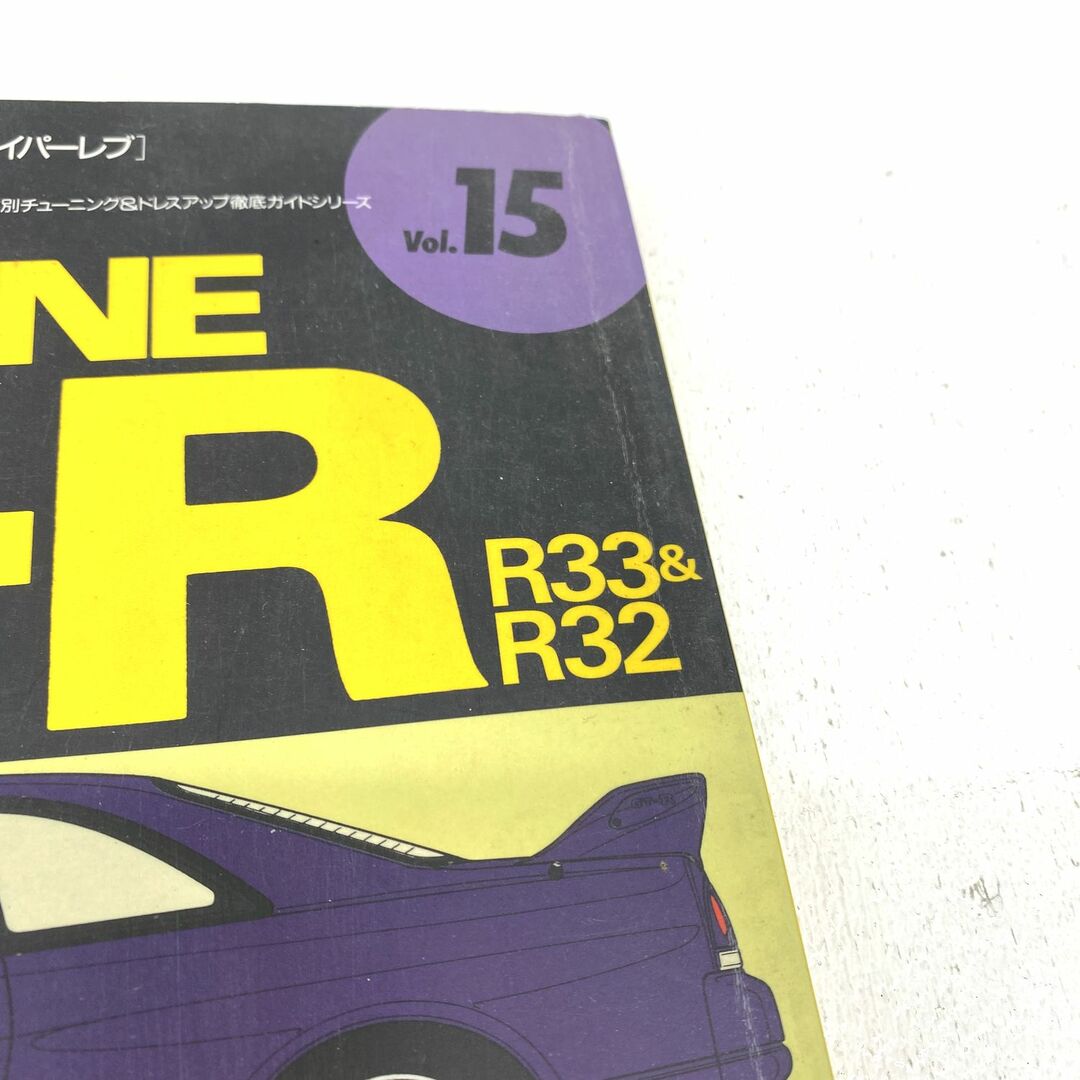 イパーレブ]
別チューニング&ドレスアップ徹底ガイドシリーズ
Vol.15
NE
-R
R33&
R32
GT-R